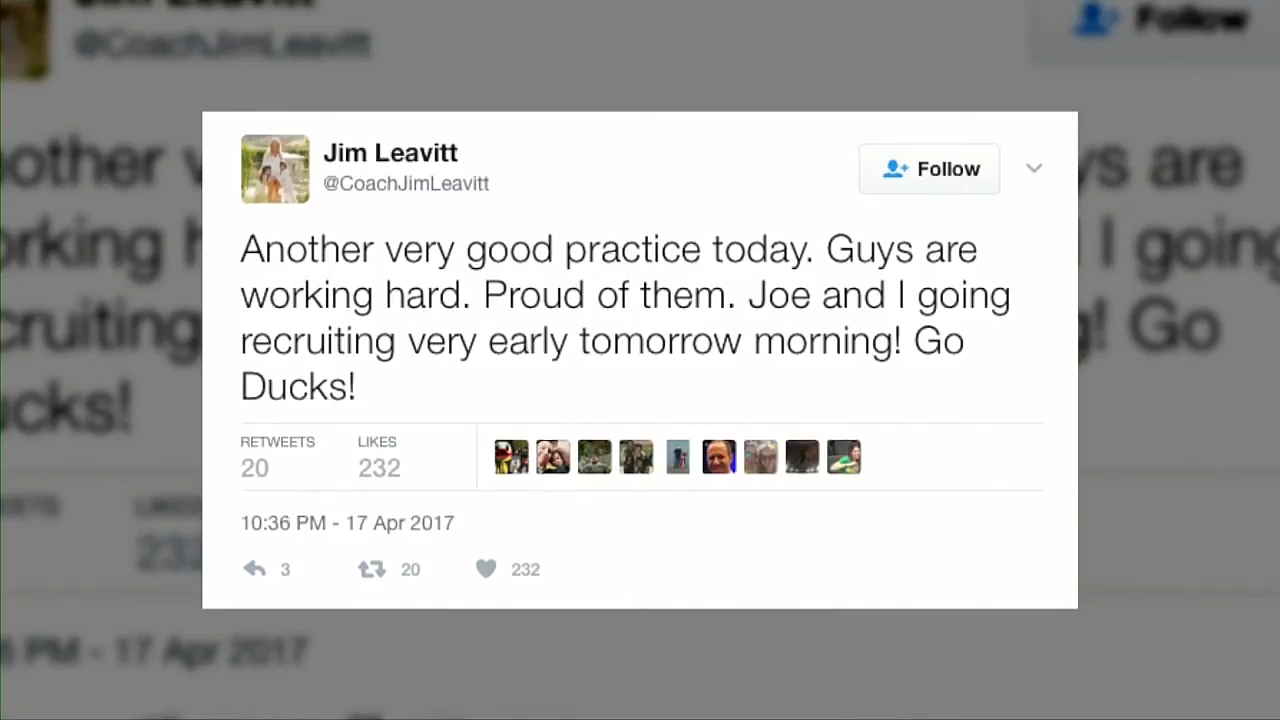 Jim Leavitt
@CoachJimLeavitt
Follow
Another very good practice today. Guys are
working hard. Proud of them. Joe and I going
recruiting very early tomorrow morning! Go
Ducks!
RETWEETS LIKES
20 232
10:36 PM - 17 Apr 2017
3 20 232